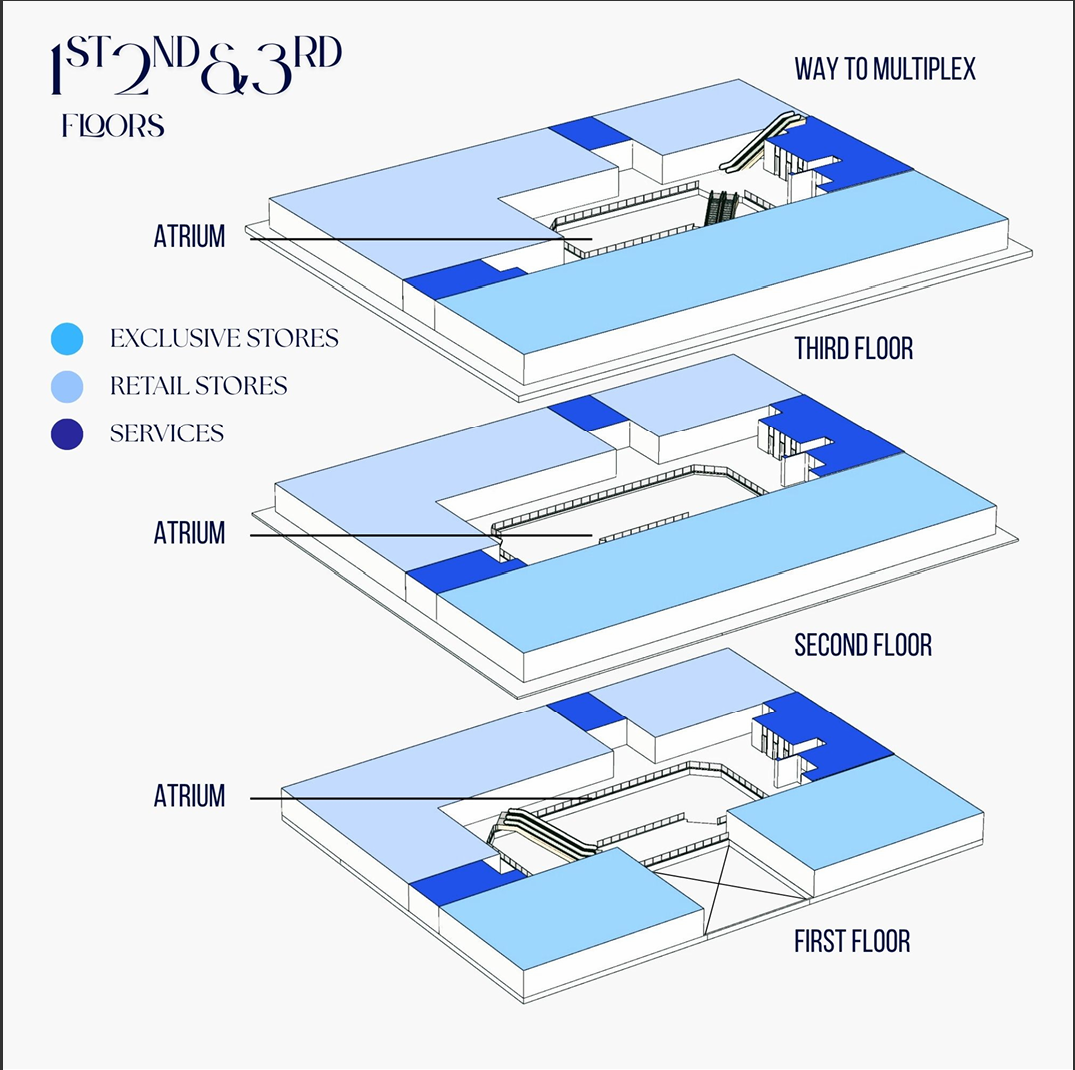 1ST 2ND & 3RD
FLOORS
WAY TO MULTIPLEX
ATRIUM
EXCLUSIVE STORES
RETAIL STORES
SERVICES
THIRD FLOOR
ATRIUM
SECOND FLOOR
ATRIUM
FIRST FLOOR